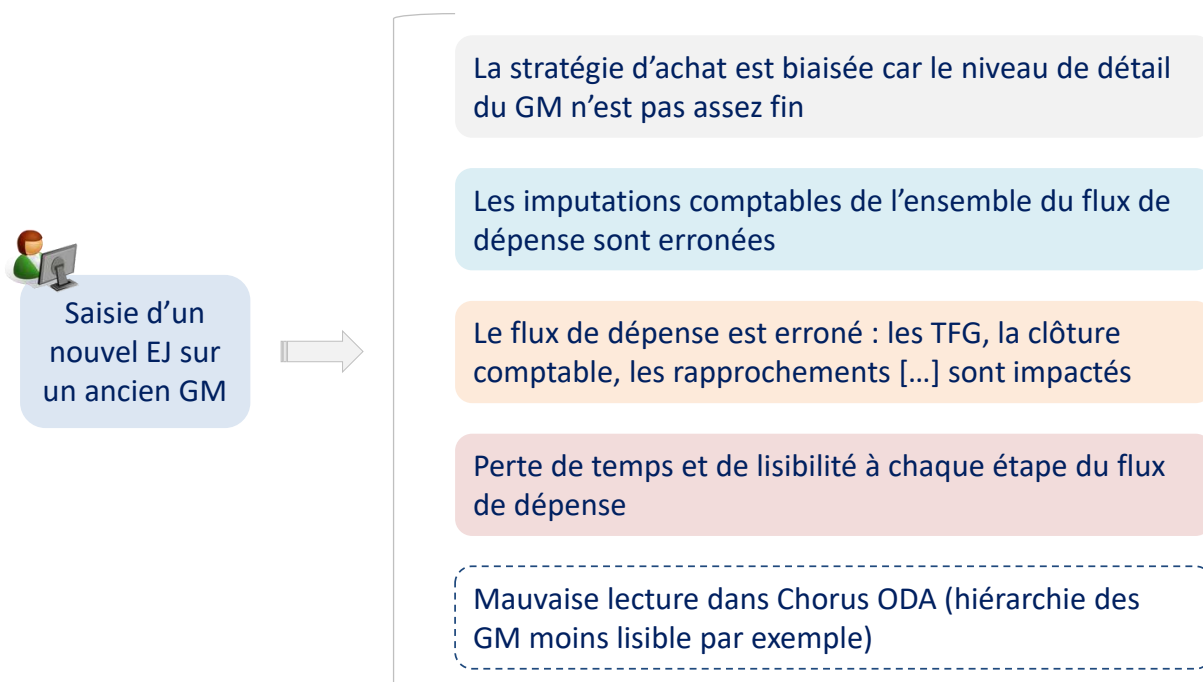 Saisie d’un
nouvel EJ sur
un ancien GM
La stratégie d’achat est biaisée car le niveau de détail
du GM n’est pas assez fin
Les imputations comptables de l’ensemble du flux de
dépense sont erronées
Le flux de dépense est erroné : les TFG, la clôture
comptable, les rapprochements […] sont impactés
Perte de temps et de lisibilité à chaque étape du flux
de dépense
Mauvaise lecture dans Chorus ODA (hiérarchie des
GM moins lisible par exemple)